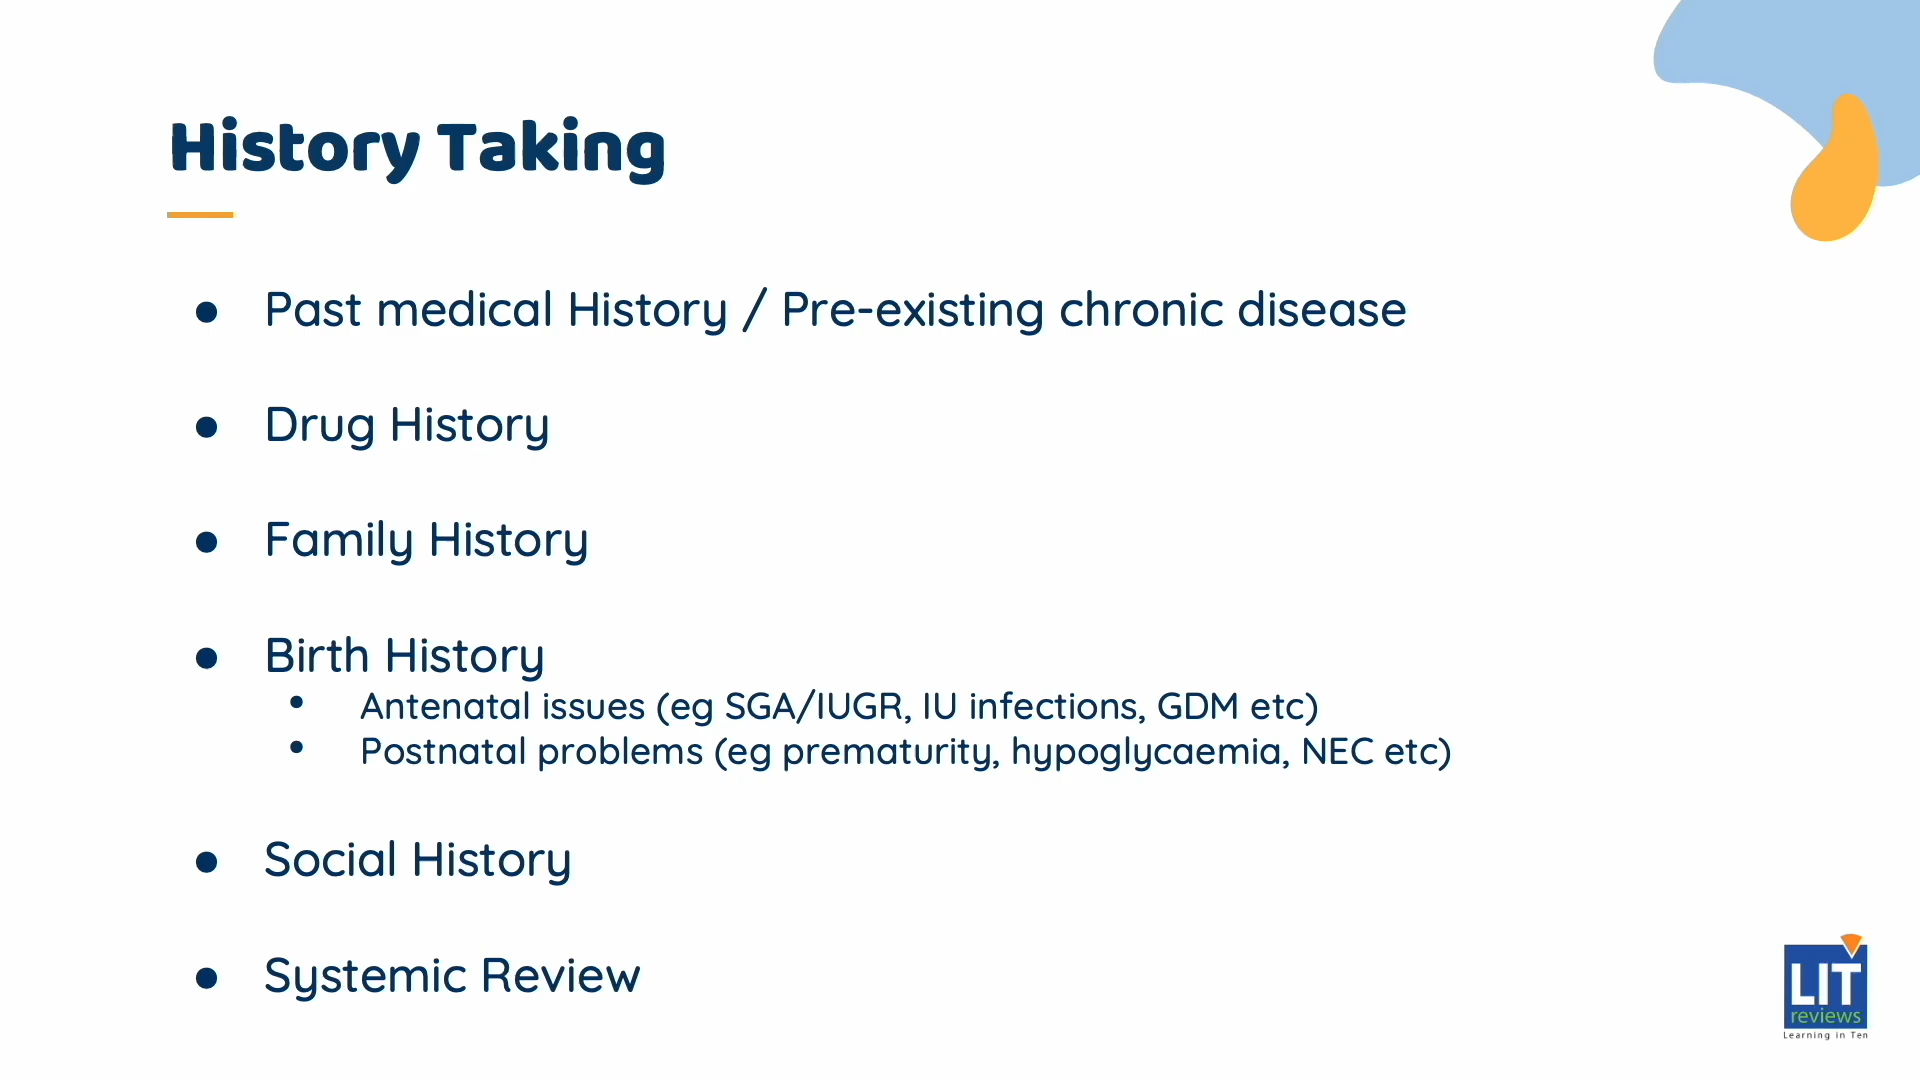 History Taking
● Past medical History / Pre-existing chronic disease
● Drug History
● Family History
● Birth History
• Antenatal issues (eg SGA/IUGR, IU infections, GDM etc)
• Postnatal problems (eg prematurity, hypoglycaemia, NEC etc)
● Social History
● Systemic Review
LIT
reviews
Learning in Ten